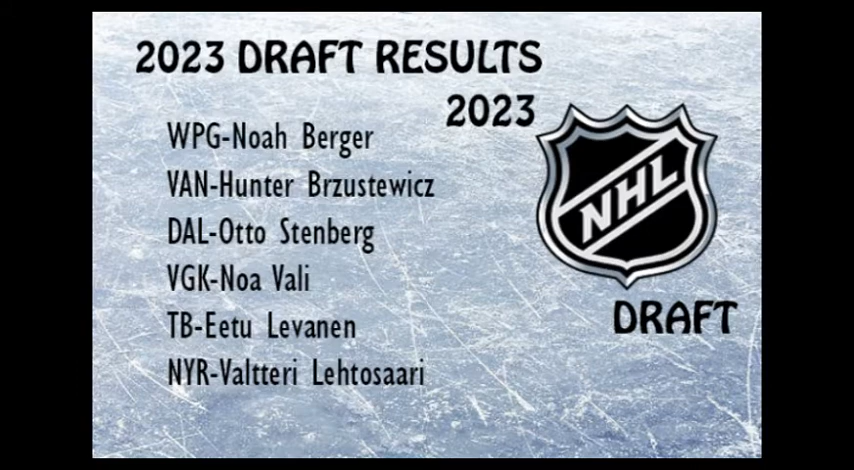 2023 DRAFT RESULTS
2023
WPG-Noah Berger
VAN-Hunter Brzustewicz
DAL-Otto Stenberg
VGK-Noa Vali
TB-Eetu Levanen
NYR-Valtteri Lehtosaari
NHL
DRAFT